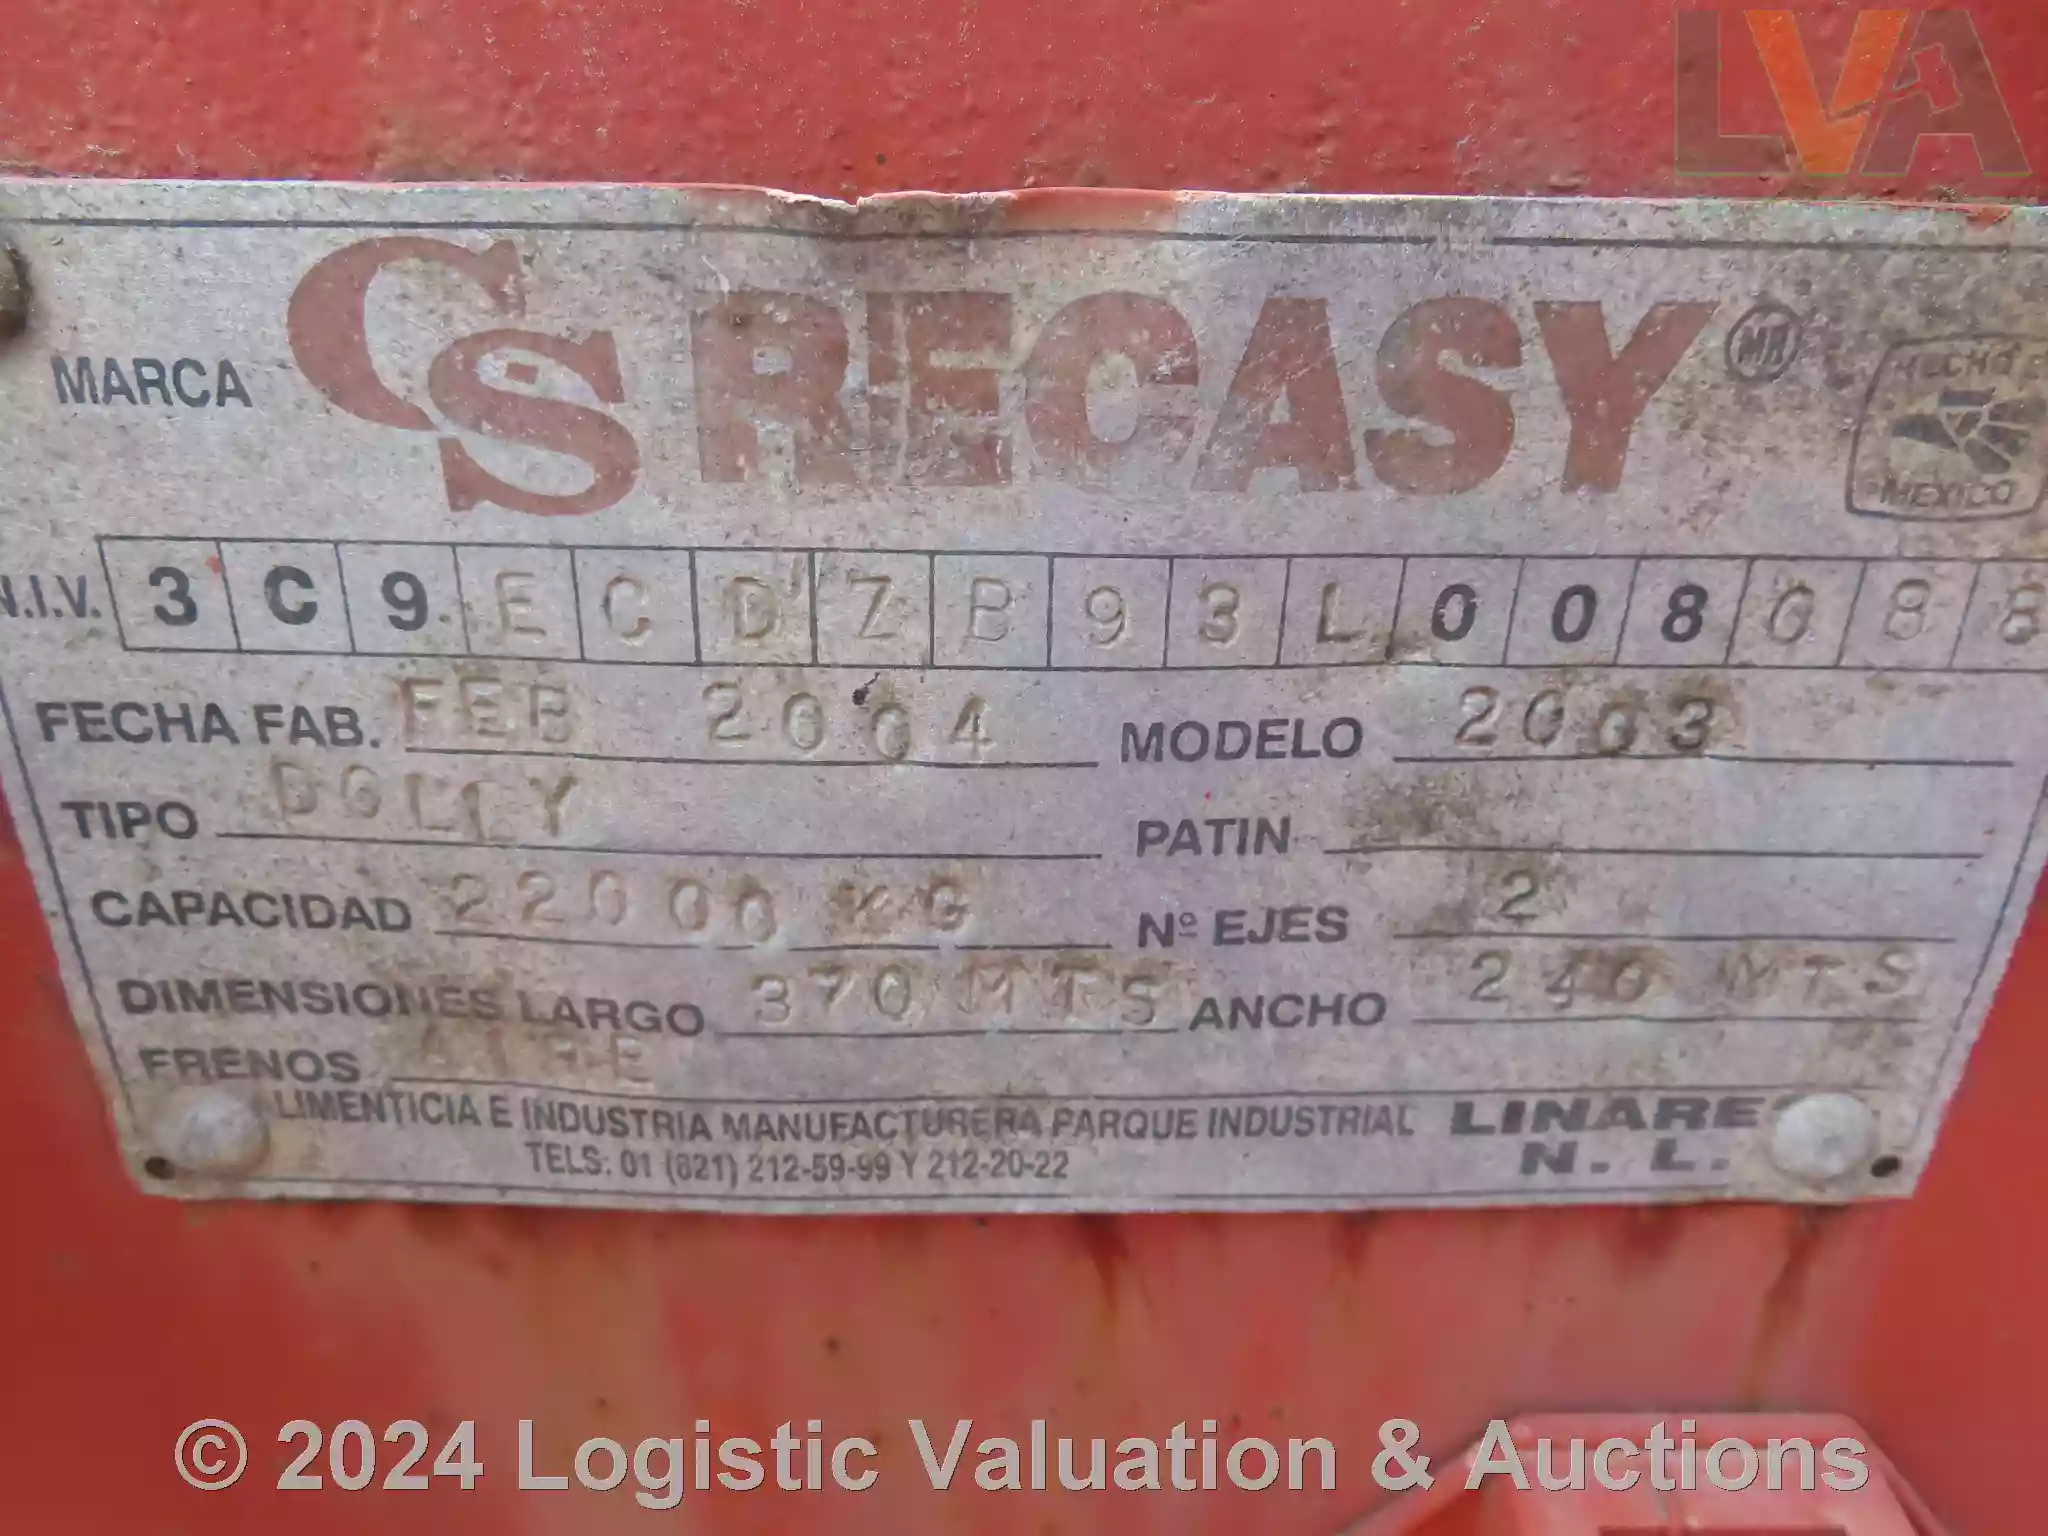 LVA
MARCA CS RECASY MR HECHO E
MEXICO
N.I.V. 3 C 9 E C D Z B 9 3 L 0 0 8 0 8 8
FECHA FAB. FEB 2004 MODELO 2003
TIPO DOLLY PATIN
CAPACIDAD 22000 KG Nº EJES 2
DIMENSIONES LARGO 370 MTS ANCHO 240 MTS
FRENOS AIRE
LIMENTICIA E INDUSTRIA MANUFACTURERA PARQUE INDUSTRIAL LINARES
TELS: 01 (821) 212-59-99 Y 212-20-22 N. L.
© 2024 Logistic Valuation & Auctions